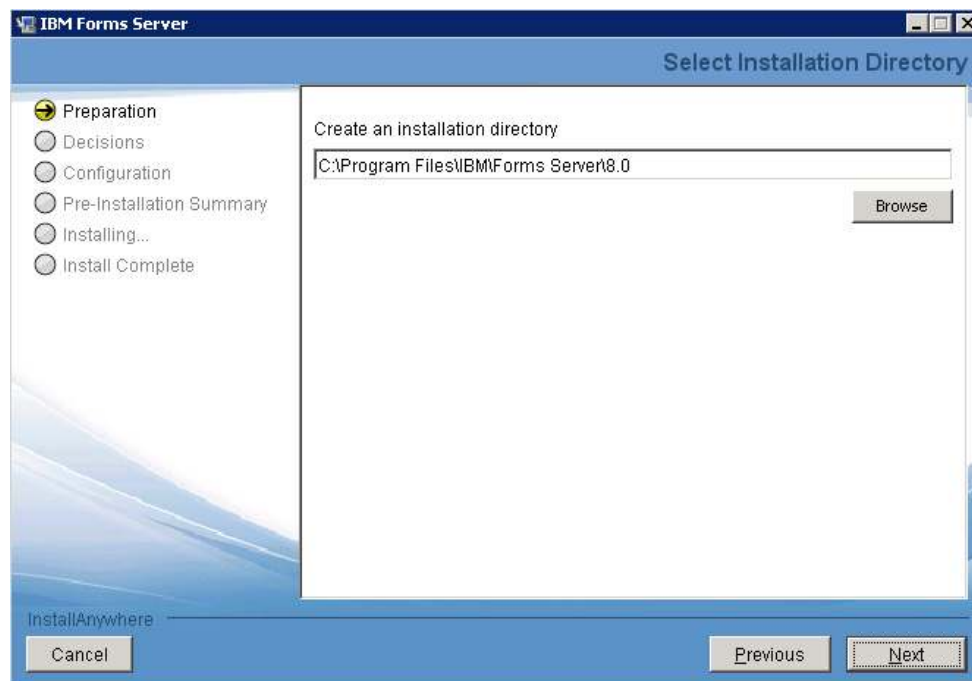 IBM Forms Server
Select Installation Directory
Preparation
Decisions
Configuration
Pre-Installation Summary
Installing...
Install Complete
Create an installation directory
C:\Program Files\IBM\Forms Server\8.0
Browse
InstallAnywhere
Cancel
Previous
Next